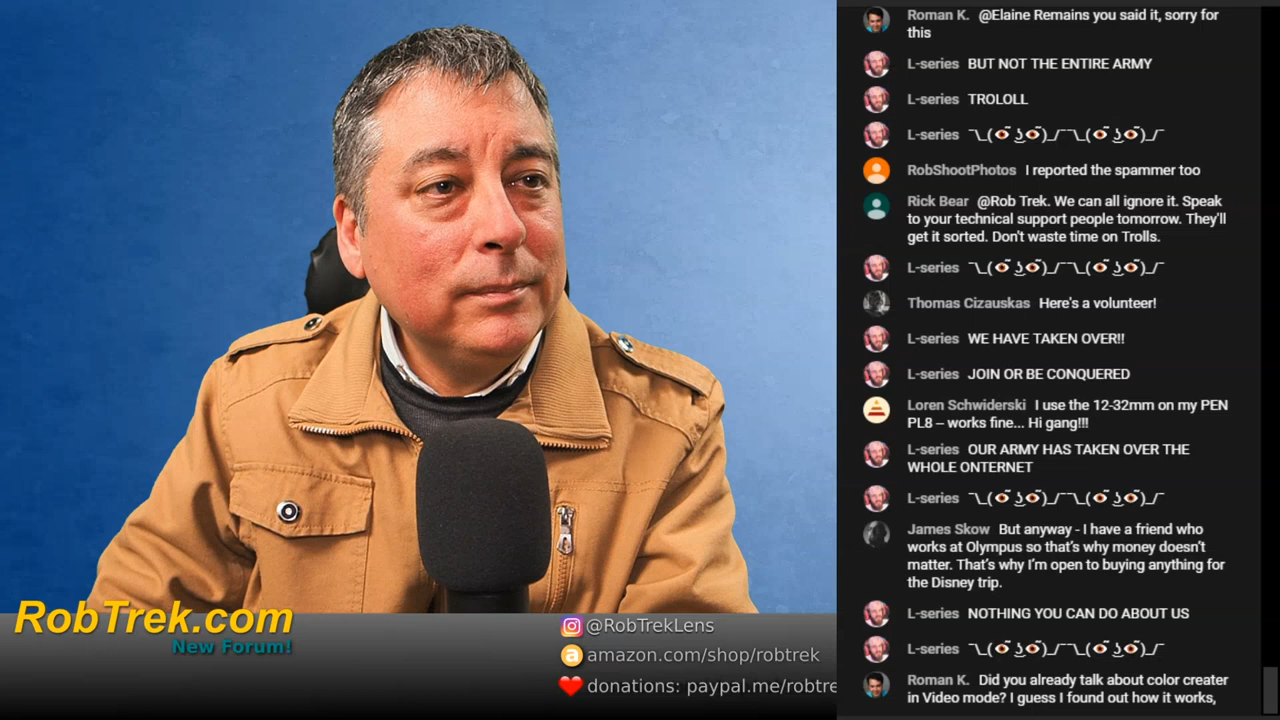 Roman K. @Elaine Remains you said it, sorry for
this
L-series BUT NOT THE ENTIRE ARMY
L-series TROLOLL
L-series ¯\_(👁 ͜ʖ👁)_/¯¯\_(👁 ͜ʖ👁)_/¯
RobShootPhotos I reported the spammer too
Rick Bear @Rob Trek. We can all ignore it. Speak
to your technical support people tomorrow. They'll
get it sorted. Don't waste time on Trolls.
L-series ¯\_(👁 ͜ʖ👁)_/¯¯\_(👁 ͜ʖ👁)_/¯
Thomas Cizauskas Here's a volunteer!
L-series WE HAVE TAKEN OVER!!
L-series JOIN OR BE CONQUERED
Loren Schwiderski I use the 12-32mm on my PEN
PL8 – works fine... Hi gang!!!
L-series OUR ARMY HAS TAKEN OVER THE
WHOLE ONTERNET
L-series ¯\_(👁 ͜ʖ👁)_/¯¯\_(👁 ͜ʖ👁)_/¯
James Skow But anyway - I have a friend who
works at Olympus so that's why money doesn't
matter. That's why I'm open to buying anything for
the Disney trip.
L-series NOTHING YOU CAN DO ABOUT US
L-series ¯\_(👁 ͜ʖ👁)_/¯¯\_(👁 ͜ʖ👁)_/¯
Roman K. Did you already talk about color creater
in Video mode? I guess I found out how it works,
RobTrek.com
New Forum!
@RobTrekLens
amazon.com/shop/robtrek
donations: paypal.me/robtre